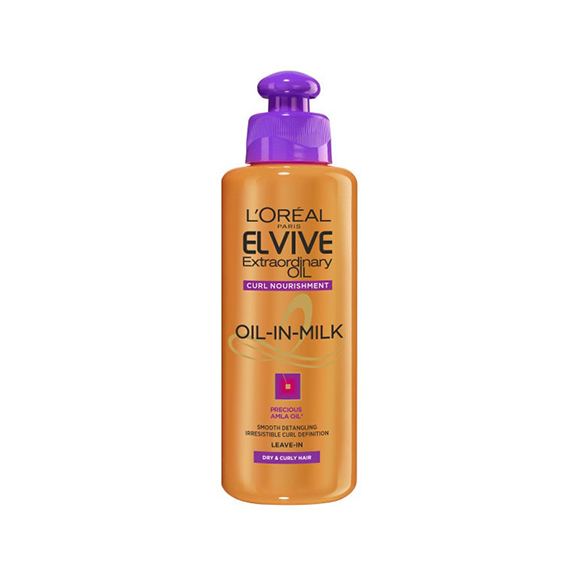 L'ORÉAL
PARIS
ELVIVE
Extraordinary
OIL
CURL NOURISHMENT
OIL-IN-MILK
PRECIOUS
AMLA OIL*
SMOOTH DETANGLING
IRRESISTIBLE CURL DEFINITION
LEAVE-IN
DRY & CURLY HAIR